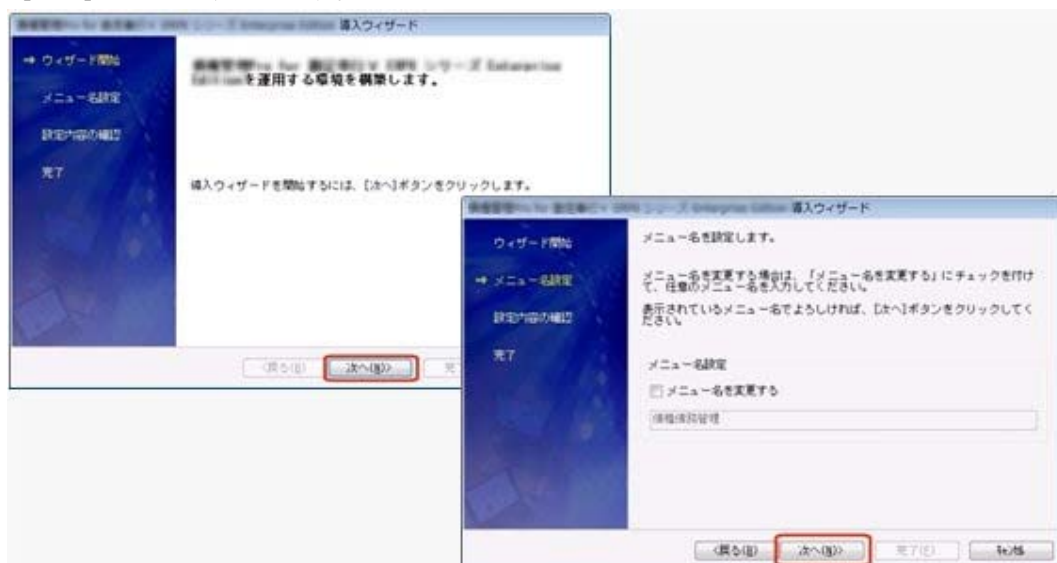 導入ウィザード
→ ウィザード開始
メニュー名設定
設定内容の確認
完了
を運用する環境を構築します。
導入ウィザードを開始するには、[次へ]ボタンをクリックします。
<戻る(B)
次へ(N)>
完
導入ウィザード
ウィザード開始
→ メニュー名設定
設定内容の確認
完了
メニュー名を設定します。
メニュー名を変更する場合は、「メニュー名を変更する」にチェックを付け
て、任意のメニュー名を入力してください。
表示されているメニュー名でよろしければ、[次へ]ボタンをクリックしてく
ださい。
メニュー名設定
メニュー名を変更する
債権債務管理
<戻る(B)
次へ(N)>
完了(F)
キャンセル